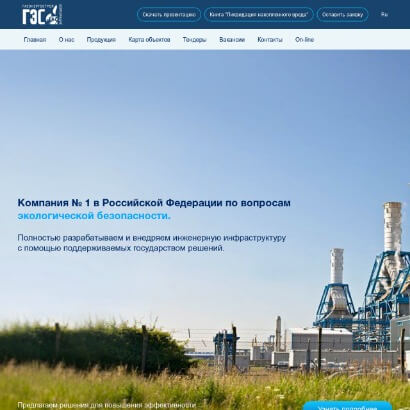 ГЭС
Скачать презентацию
Книга "Ликвидация накопленного вреда"
Оставить заявку
Ru
Главная
О нас
Продукция
Карта объектов
Тендеры
Вакансии
Контакты
On-line
Компания № 1 в Российской Федерации по вопросам
экологической безопасности.
Полностью разрабатываем и внедряем инженерную инфраструктуру
с помощью поддерживаемых государством решений.
Предлагаем решения для повышения эффективности
Узнать подробнее